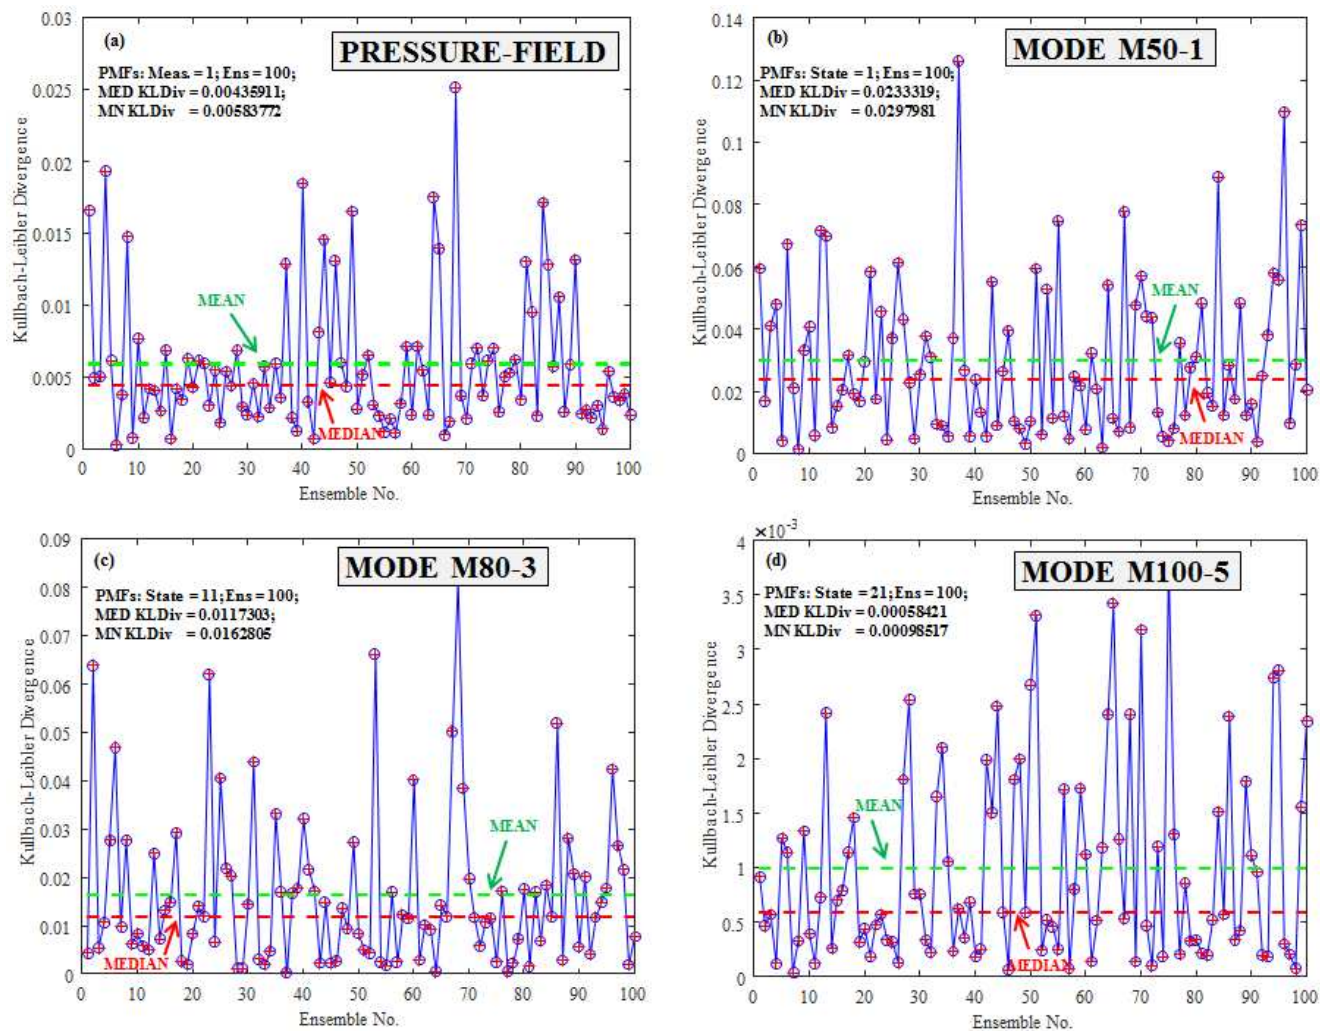 (a)
PRESSURE-FIELD
PMFs: Meas. = 1; Ens = 100;
MED KLDiv = 0.00435911;
MN KLDiv = 0.00583772
Kullbach-Leibler Divergence
0.03
0.025
0.02
0.015
0.01
0.005
0
MEAN
MEDIAN
0 10 20 30 40 50 60 70 80 90 100
Ensemble No.
(b)
MODE M50-1
PMFs: State = 1; Ens = 100;
MED KLDiv = 0.0233319;
MN KLDiv = 0.0297981
Kullbach-Leibler Divergence
0.14
0.12
0.1
0.08
0.06
0.04
0.02
0
MEAN
MEDIAN
0 10 20 30 40 50 60 70 80 90 100
Ensemble No.
(c)
MODE M80-3
PMFs: State = 11; Ens = 100;
MED KLDiv = 0.0117303;
MN KLDiv = 0.0162805
Kullbach-Leibler Divergence
0.09
0.08
0.07
0.06
0.05
0.04
0.03
0.02
0.01
0
MEAN
MEDIAN
0 10 20 30 40 50 60 70 80 90 100
Ensemble No.
×10⁻³
(d)
MODE M100-5
PMFs: State = 21; Ens = 100;
MED KLDiv = 0.00058421
MN KLDiv = 0.00098517
Kullbach-Leibler Divergence
4
3.5
3
2.5
2
1.5
1
0.5
0
MEAN
MEDIAN
0 10 20 30 40 50 60 70 80 90 100
Ensemble No.